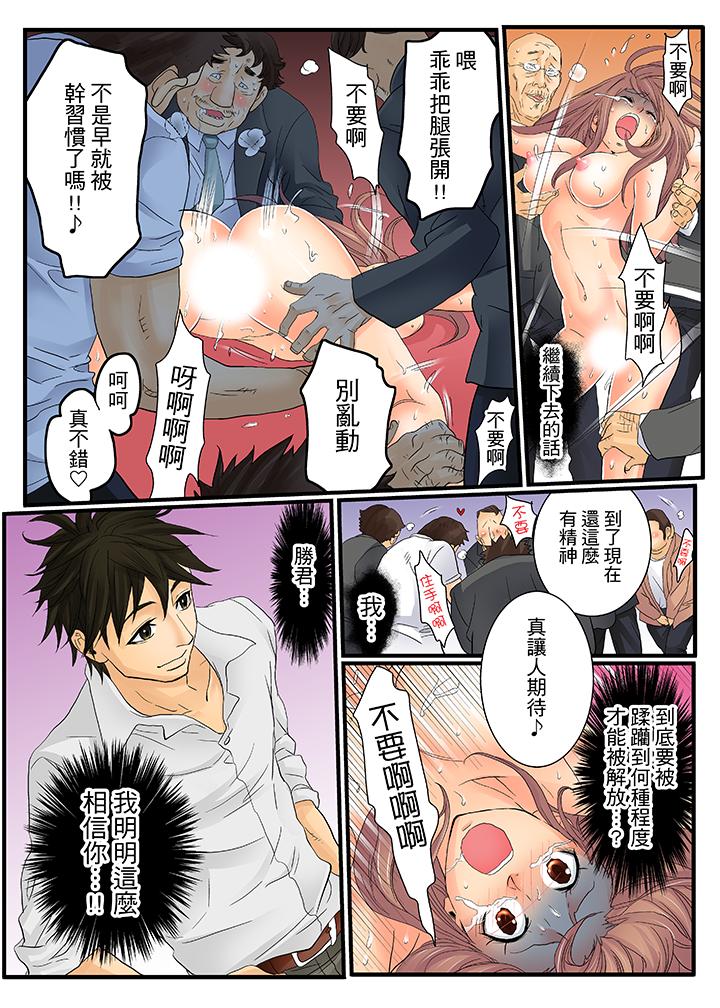 不要啊
不要啊啊
繼續下去的話
喂
乖乖把腿張開!!
不要啊
不是早就被
幹習慣了嗎!!♪
別亂動
不要啊
呀啊啊啊
呵呵
真不錯♡
到了現在
還這麼
有精神
不要
不要啊
住手啊啊
我…
真讓人期待♪
到底要被
蹂躪到何種程度
才能被解放…?
不要啊啊啊
勝君…
我明明這麼
相信你…!!